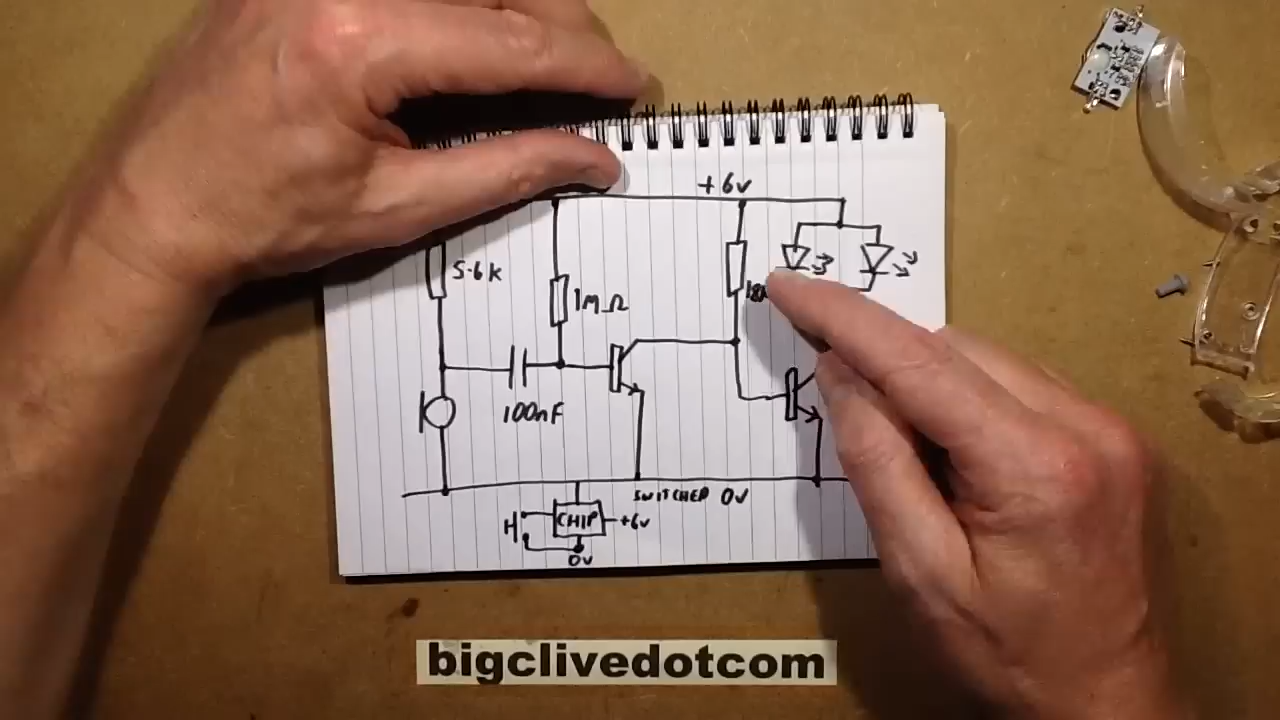 +6v
5.6K
1MΩ
100nF
SWITCHED 0V
CHIP
+6v
0v
bigclivedotcom